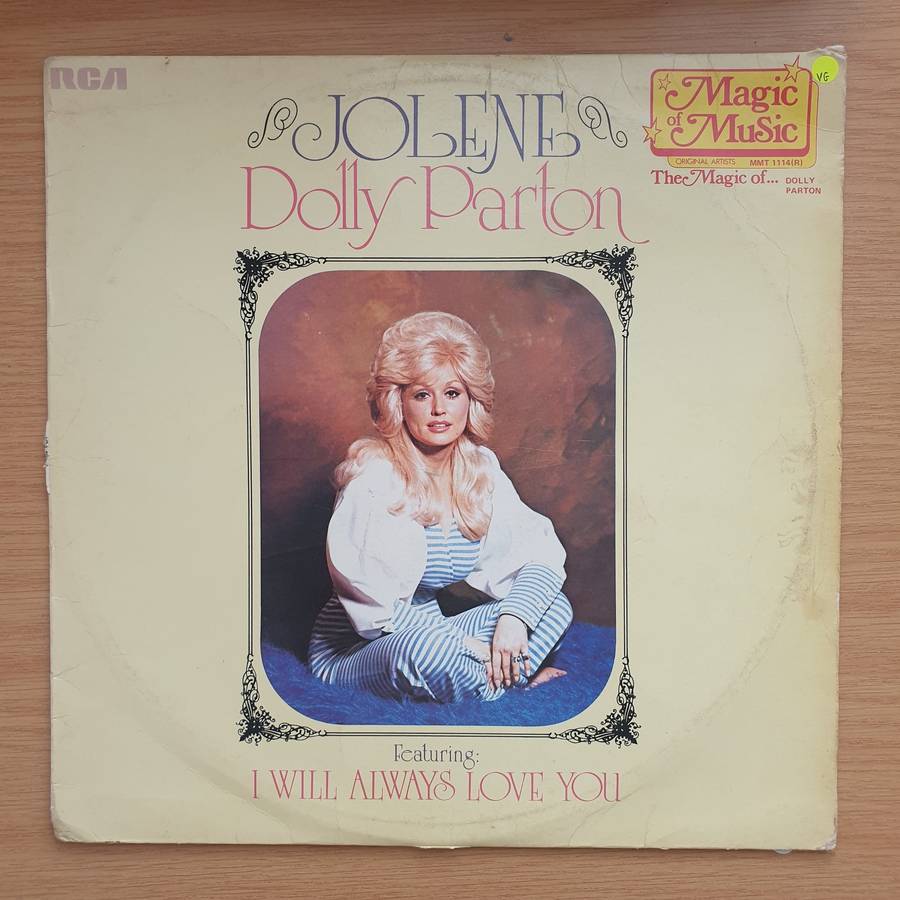 RCA
JOLENE
Dolly Parton
Magic
of Music
ORIGINAL ARTISTS MMT 1114(R)
The Magic of... DOLLY
PARTON
VG
Featuring:
I WILL ALWAYS LOVE YOU